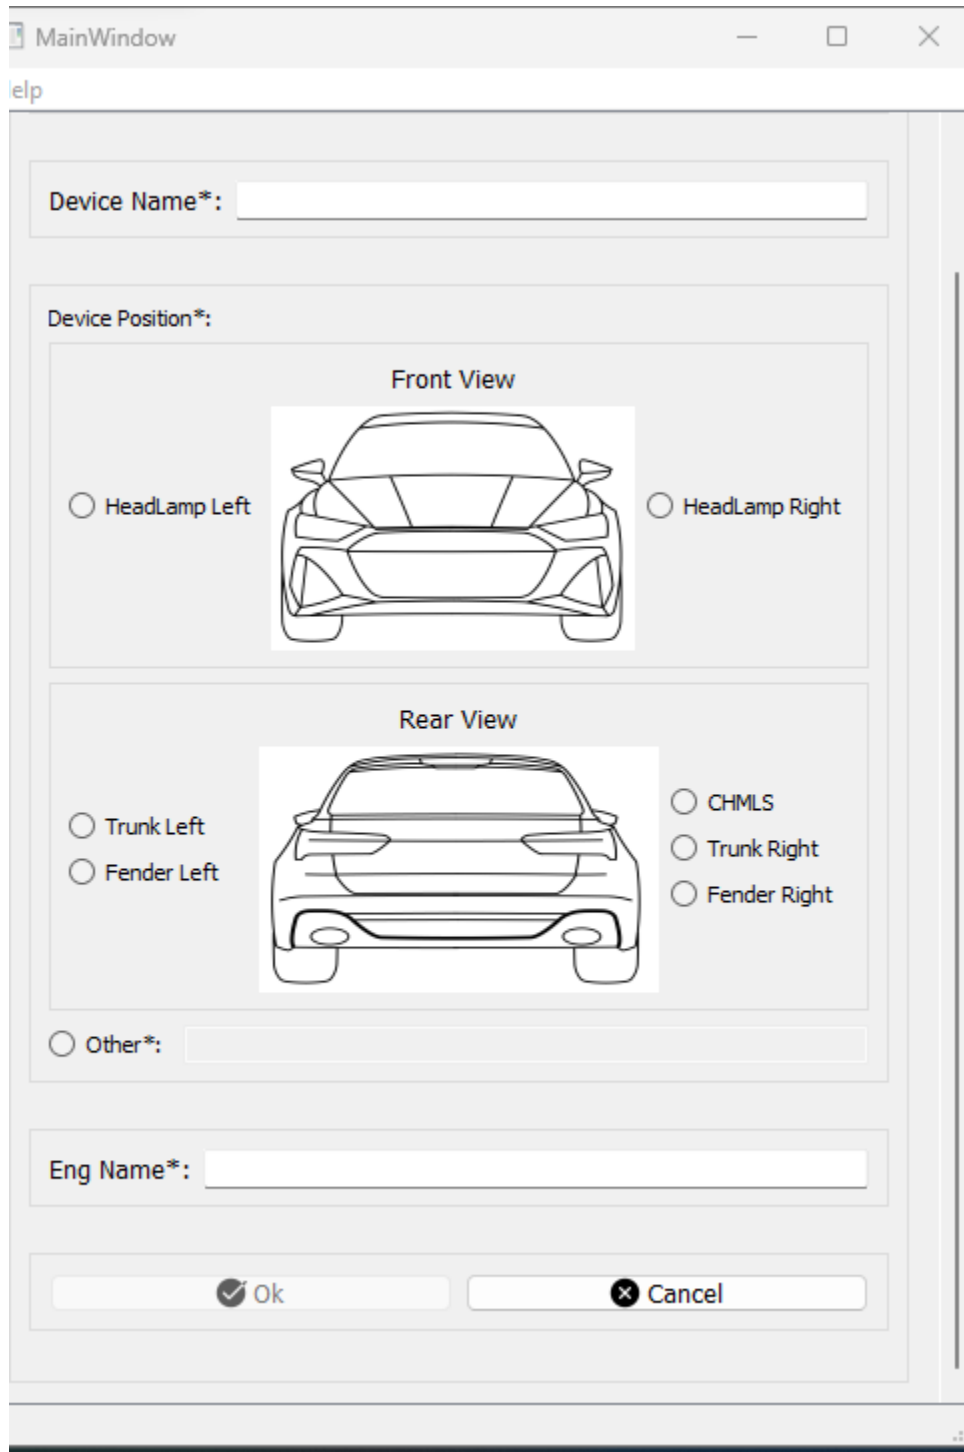 MainWindow
elp
Device Name*:
Device Position*:
Front View
HeadLamp Left
HeadLamp Right
Rear View
CHMLS
Trunk Left
Trunk Right
Fender Left
Fender Right
Other*:
Eng Name*:
Ok
Cancel